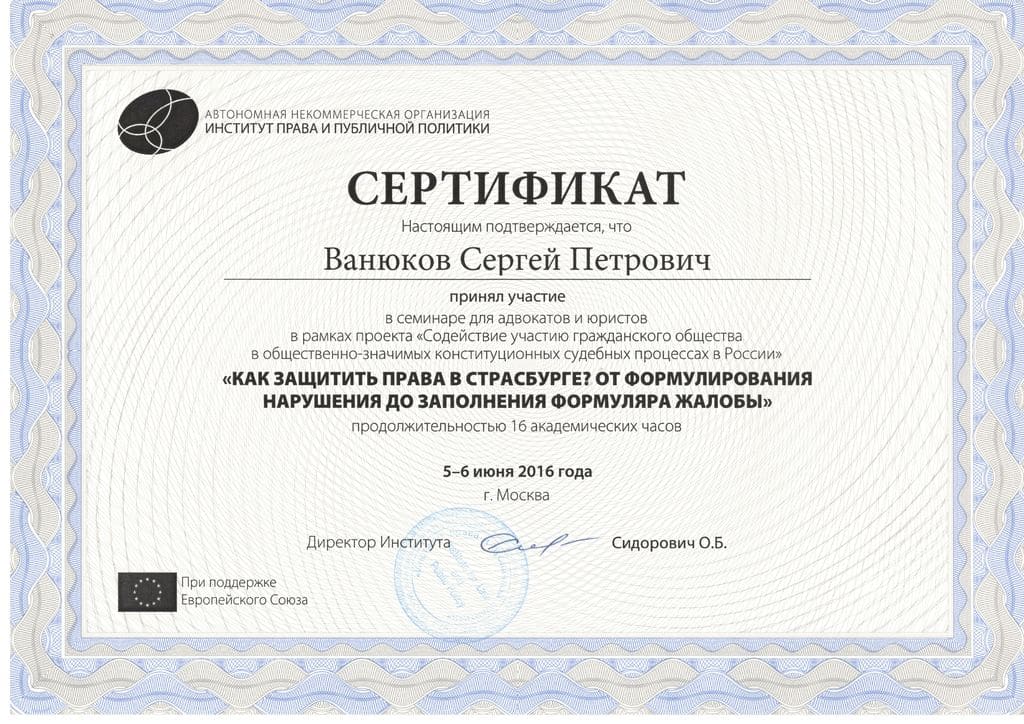 АВТОНОМНАЯ НЕКОММЕРЧЕСКАЯ ОРГАНИЗАЦИЯ
ИНСТИТУТ ПРАВА И ПУБЛИЧНОЙ ПОЛИТИКИ
СЕРТИФИКАТ
Настоящим подтверждается, что
Ванюков Сергей Петрович
принял участие
в семинаре для адвокатов и юристов
в рамках проекта «Содействие участию гражданского общества
в общественно-значимых конституционных судебных процессах в России»
«КАК ЗАЩИТИТЬ ПРАВА В СТРАСБУРГЕ? ОТ ФОРМУЛИРОВАНИЯ
НАРУШЕНИЯ ДО ЗАПОЛНЕНИЯ ФОРМУЛЯРА ЖАЛОБЫ»
продолжительностью 16 академических часов
5–6 июня 2016 года
г. Москва
Директор Института Сидорович О.Б.
При поддержке
Европейского Союза